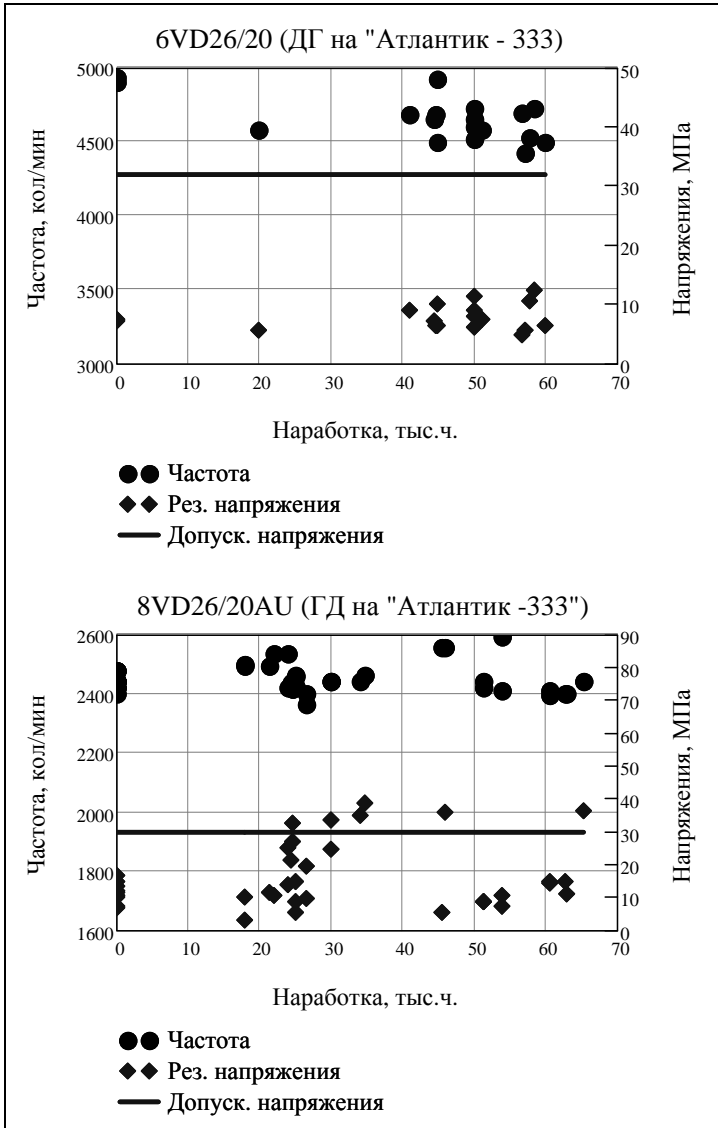 6VD26/20 (ДГ на "Атлантик - 333)
5000
4500
4000
3500
3000
50
40
30
20
10
0
Частота, кол/мин
Напряжения, МПа
0 10 20 30 40 50 60 70
Наработка, тыс.ч.
Частота
Рез. напряжения
Допуск. напряжения
8VD26/20AU (ГД на "Атлантик -333")
2600
2400
2200
2000
1800
1600
90
80
70
60
50
40
30
20
10
0
Частота, кол/мин
Напряжения, МПа
0 10 20 30 40 50 60 70
Наработка, тыс.ч.
Частота
Рез. напряжения
Допуск. напряжения